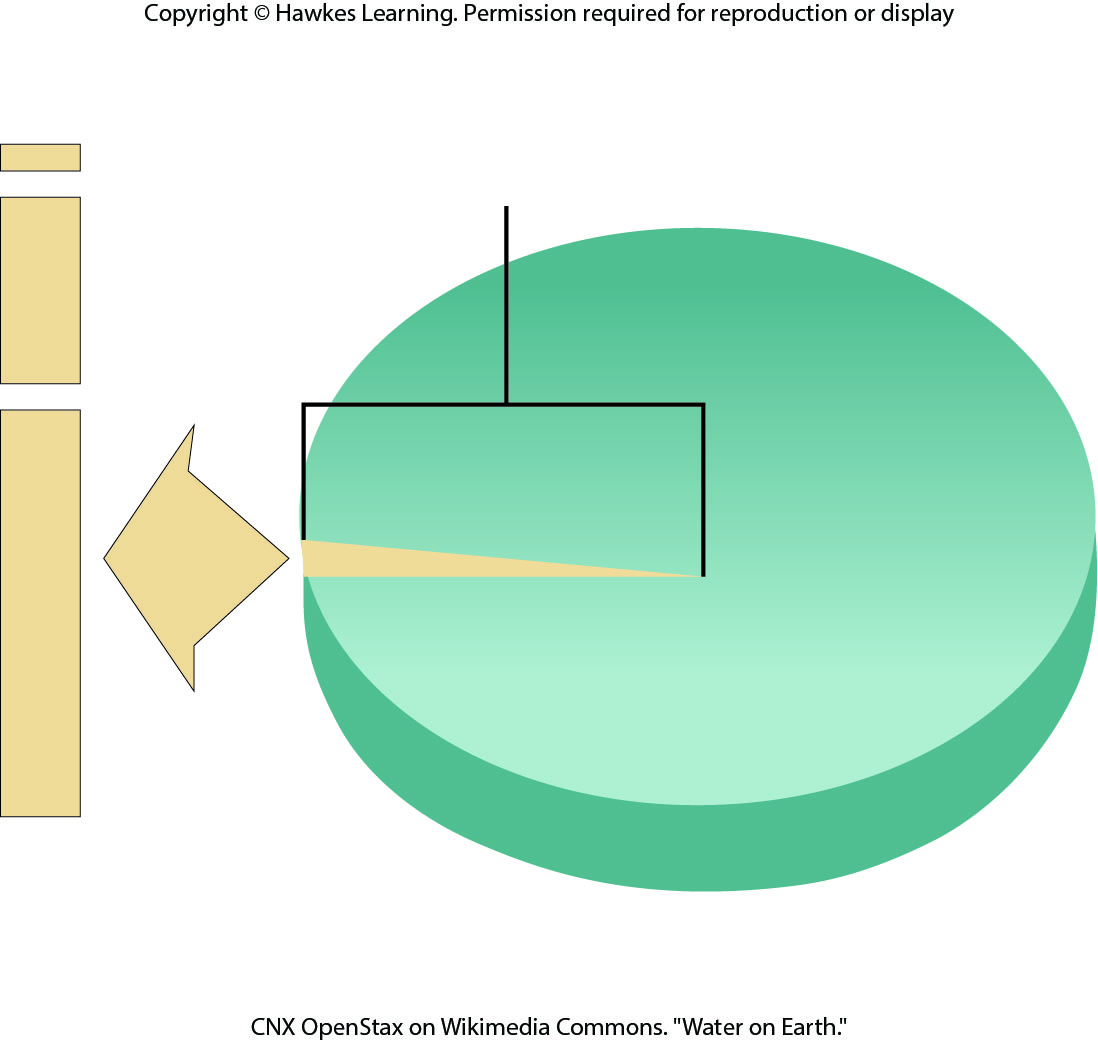 Copyright © Hawkes Learning. Permission required for reproduction or display
CNX OpenStax on Wikimedia Commons. "Water on Earth."